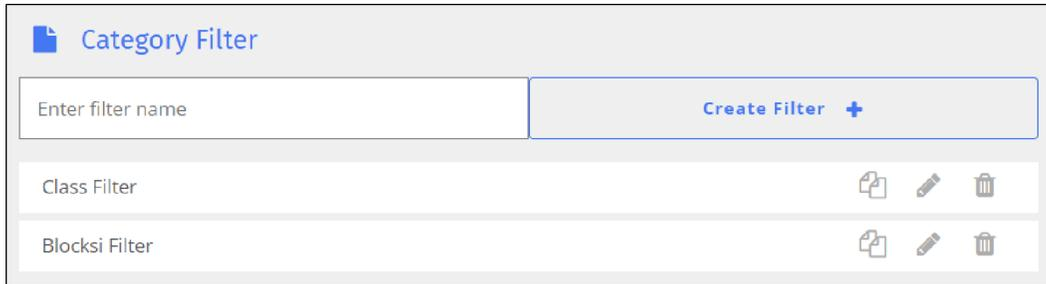 Category Filter
Enter filter name
Create Filter
Class Filter
Blocksi Filter